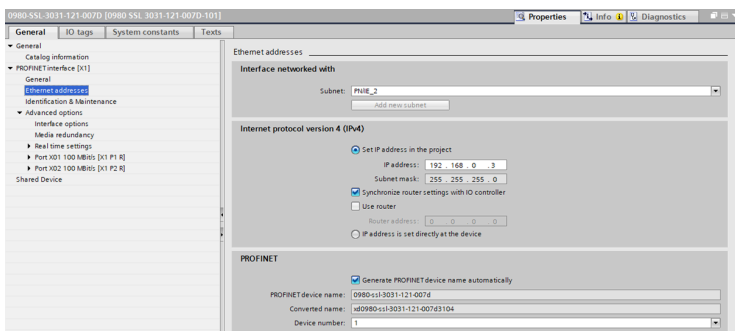 0980-SSL-3031-121-007D [0980 SSL 3031-121-007D-101]
Properties Info Diagnostics
General IO tags System constants Texts
General
Catalog information
PROFINET interface [X1]
General
Ethernet addresses
Identification & Maintenance
Advanced options
Interface options
Media redundancy
Real time settings
Port X01 100 MBit/s [X1 P1 R]
Port X02 100 MBit/s [X1 P2 R]
Shared Device
Ethernet addresses
Interface networked with
Subnet: PN/IE_2
Add new subnet
Internet protocol version 4 (IPv4)
Set IP address in the project
IP address: 192 . 168 . 0 . 3
Subnet mask: 255 . 255 . 255 . 0
Synchronize router settings with IO controller
Use router
Router address: 0 . 0 . 0 . 0
IP address is set directly at the device
PROFINET
Generate PROFINET device name automatically
PROFINET device name: 0980-ssl-3031-121-007d
Converted name: xd0980-ssl-3031-121-007d3104
Device number: 1